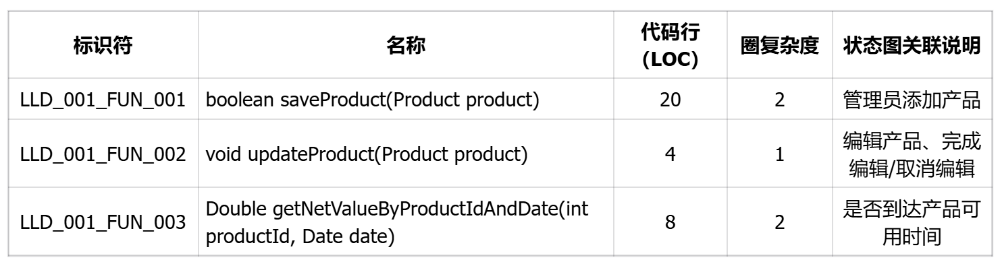 标识符 名称 代码行 (LOC) 圈复杂度 状态图关联说明
LLD_001_FUN_001 boolean saveProduct(Product product) 20 2 管理员添加产品
LLD_001_FUN_002 void updateProduct(Product product) 4 1 编辑产品、完成
编辑/取消编辑
LLD_001_FUN_003 Double getNetValueByProductIdAndDate(int
productId, Date date) 8 2 是否到达产品可
用时间